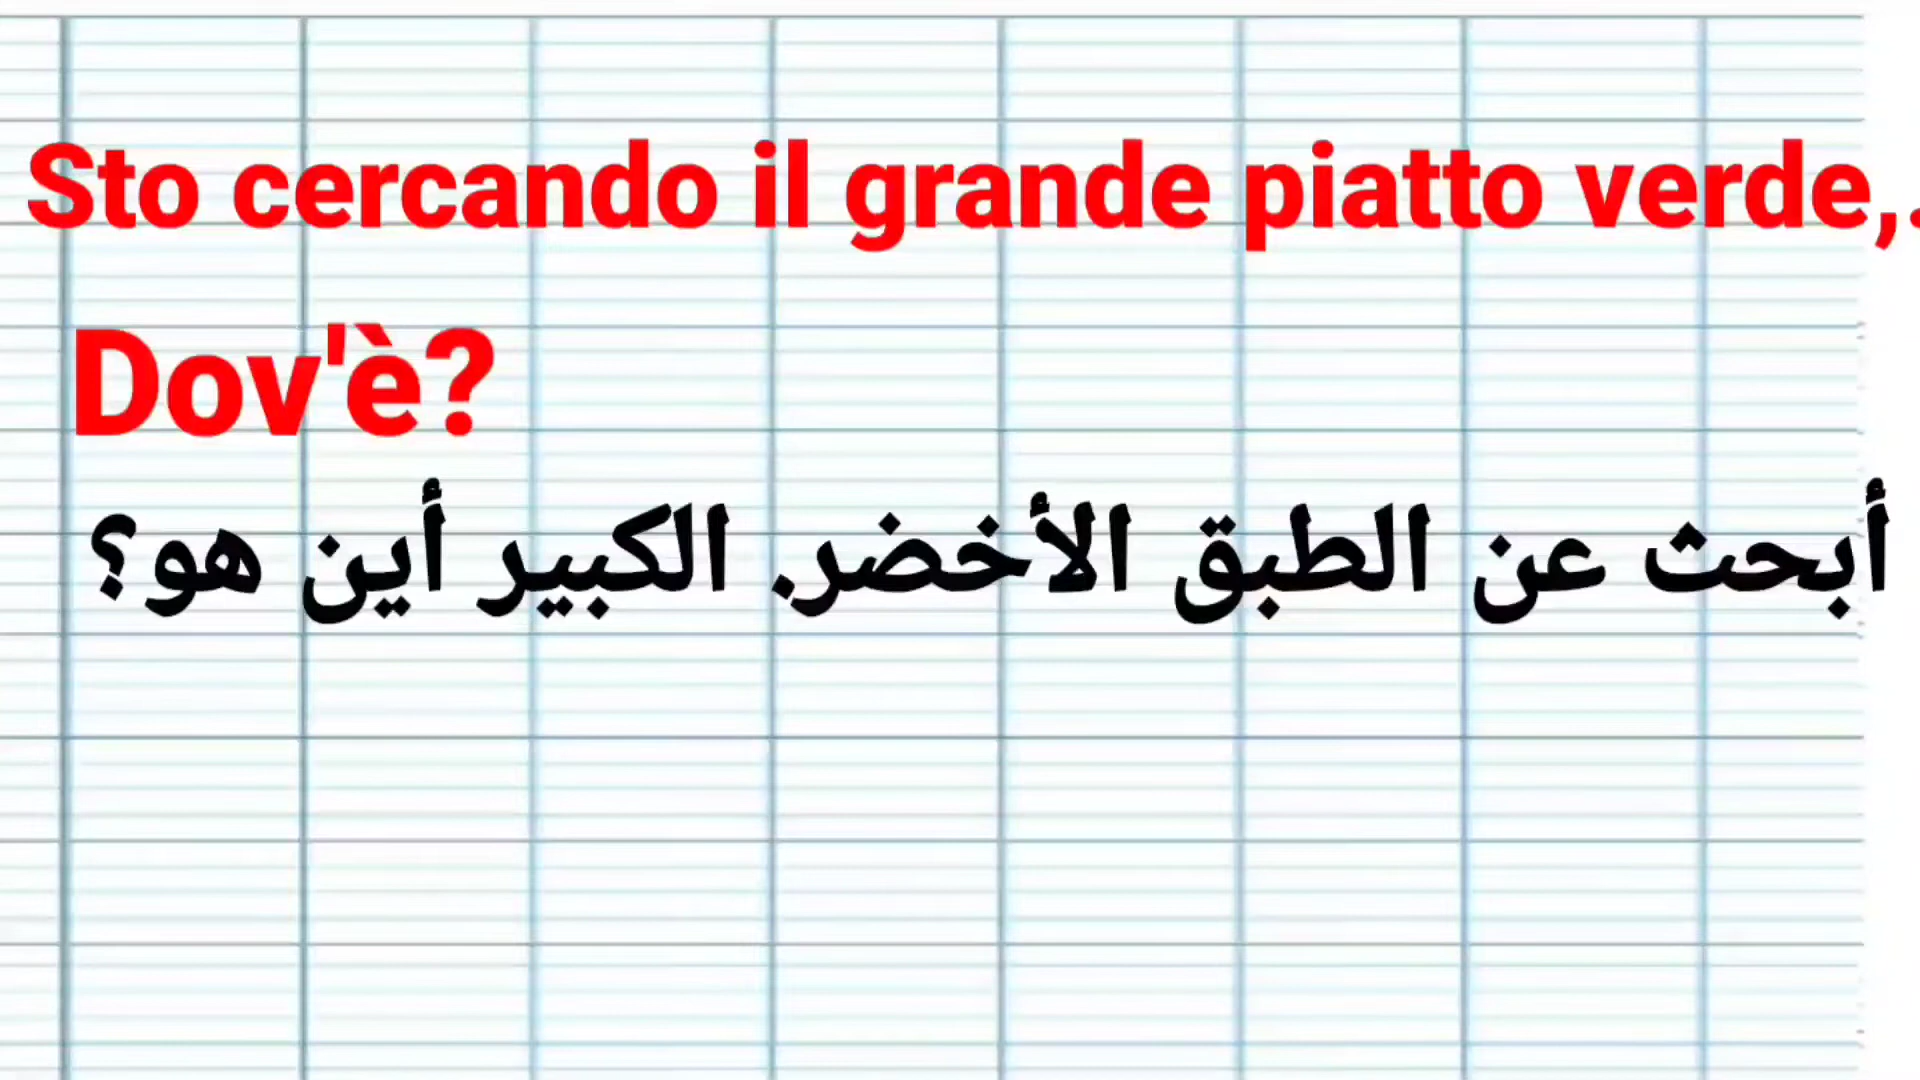 Sto cercando il grande piatto verde,.
Dov'è?
أبحث عن الطبق الأخضر. الكبير أين هو؟